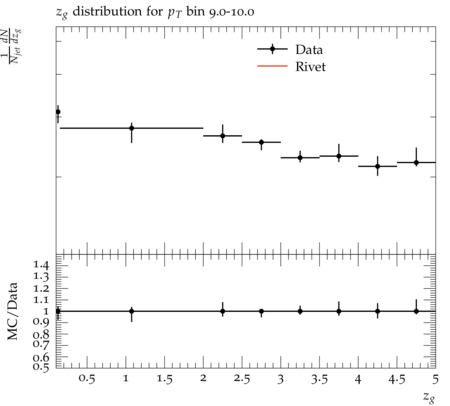 z_g distribution for p_T bin 9.0-10.0
1/N_jet dN/dz_g
Data
Rivet
MC/Data
1.4
1.3
1.2
1.1
1
0.9
0.8
0.7
0.6
0.5
0.5 1 1.5 2 2.5 3 3.5 4 4.5 5
z_g